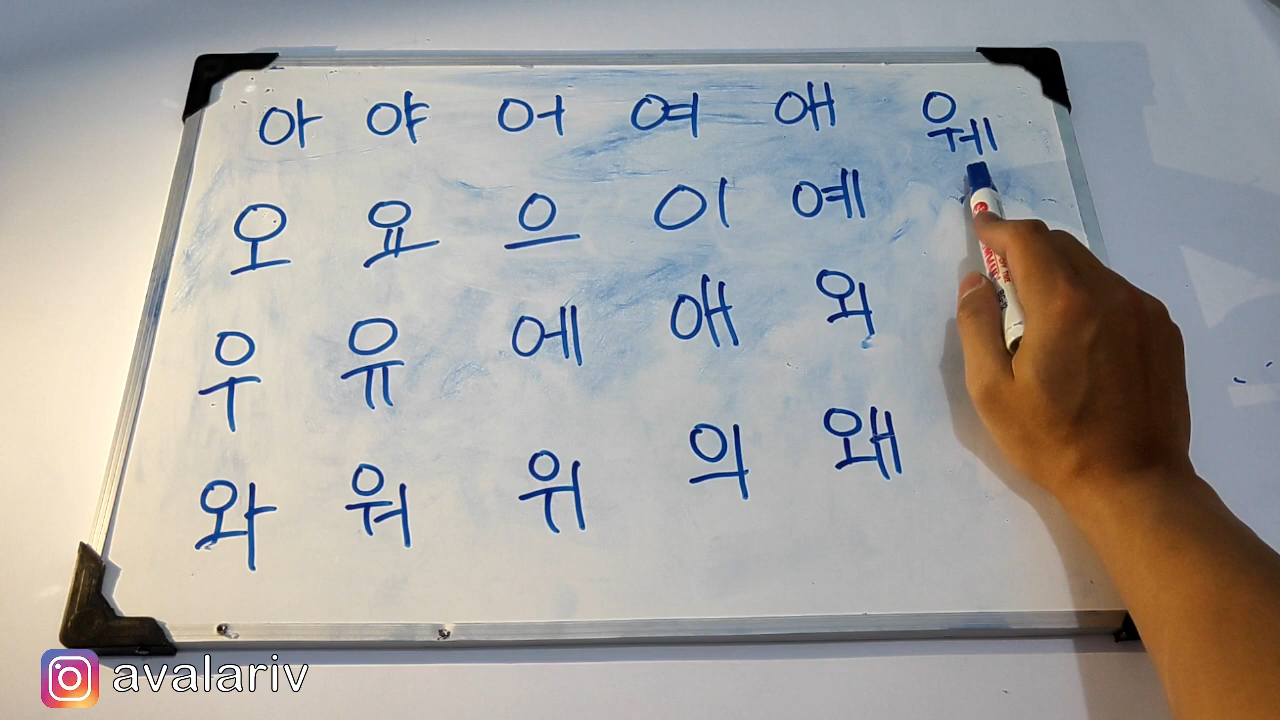 아 야 어 여 애 웨
오 요 으 이 예
우 유 에 애 외
와 워 위 의 왜
avalariv